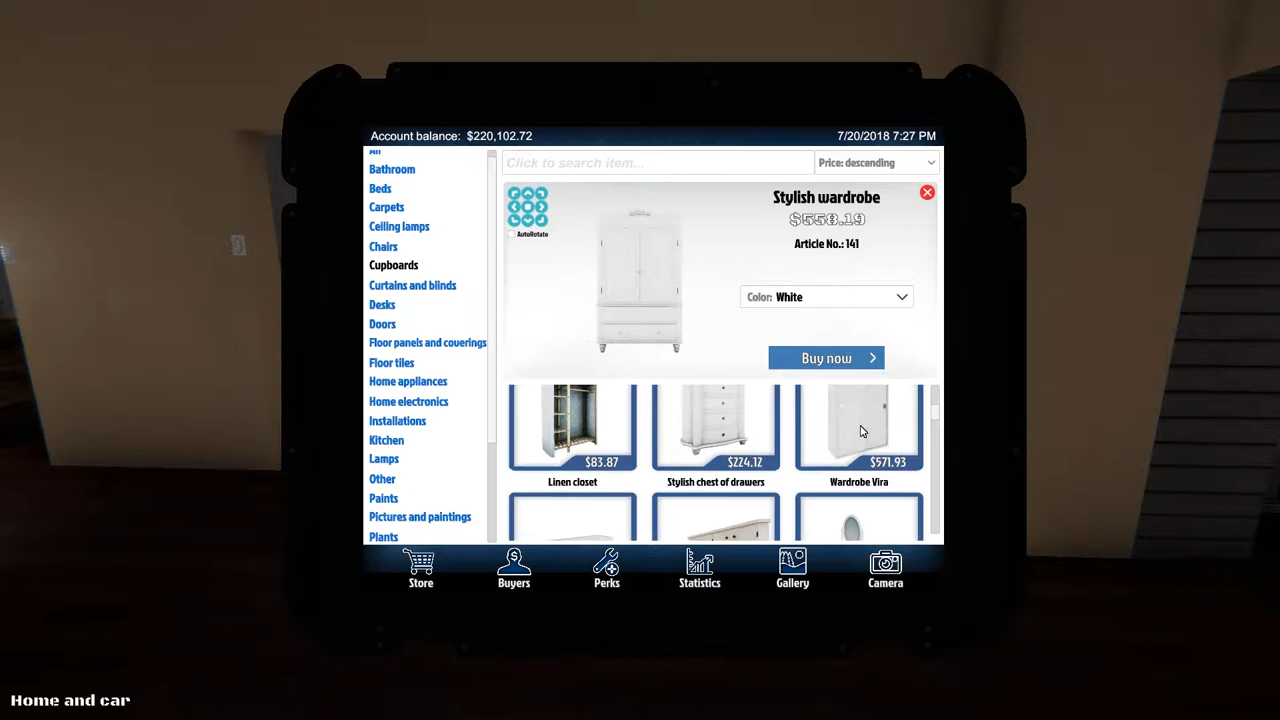 Account balance: $220,102.72
7/20/2018 7:27 PM
All
Bathroom
Beds
Carpets
Ceiling lamps
Chairs
Cupboards
Curtains and blinds
Desks
Doors
Floor panels and coverings
Floor tiles
Home appliances
Home electronics
Installations
Kitchen
Lamps
Other
Paints
Pictures and paintings
Plants
Click to search item...
Price: descending
AutoRotate
Stylish wardrobe
$558.19
Article No.: 141
Color: White
Buy now
$83.87
$224.12
$571.93
Linen closet
Stylish chest of drawers
Wardrobe Vira
Store
Buyers
Perks
Statistics
Gallery
Camera
Home and car